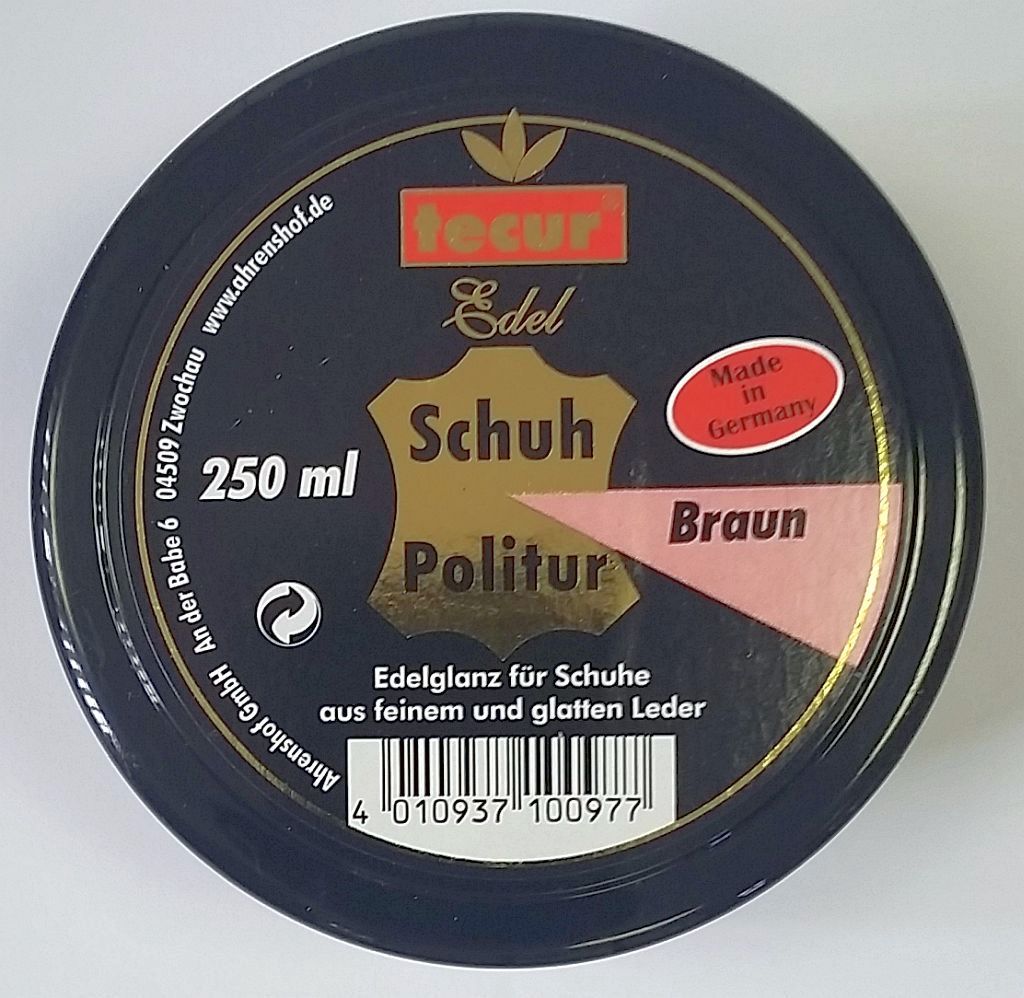 tecur®
Edel
Schuh
Politur
Made
in
Germany
250 ml
Braun
Edelglanz für Schuhe
aus feinem und glatten Leder
4 010937 100977
Ahrenshof GmbH An der Babe 6 04509 Zwochau www.ahrenshof.de